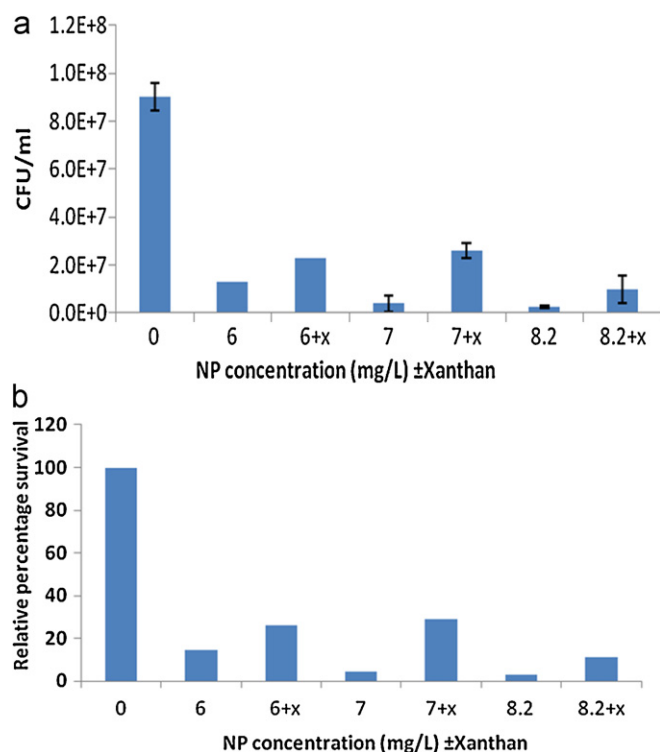 a
1.2E+8
1.0E+8
8.0E+7
6.0E+7
4.0E+7
2.0E+7
0.0E+0
CFU/ml
0 6 6+x 7 7+x 8.2 8.2+x
NP concentration (mg/L) ±Xanthan
b
120
100
80
60
40
20
0
Relative percentage survival
0 6 6+x 7 7+x 8.2 8.2+x
NP concentration (mg/L) ±Xanthan